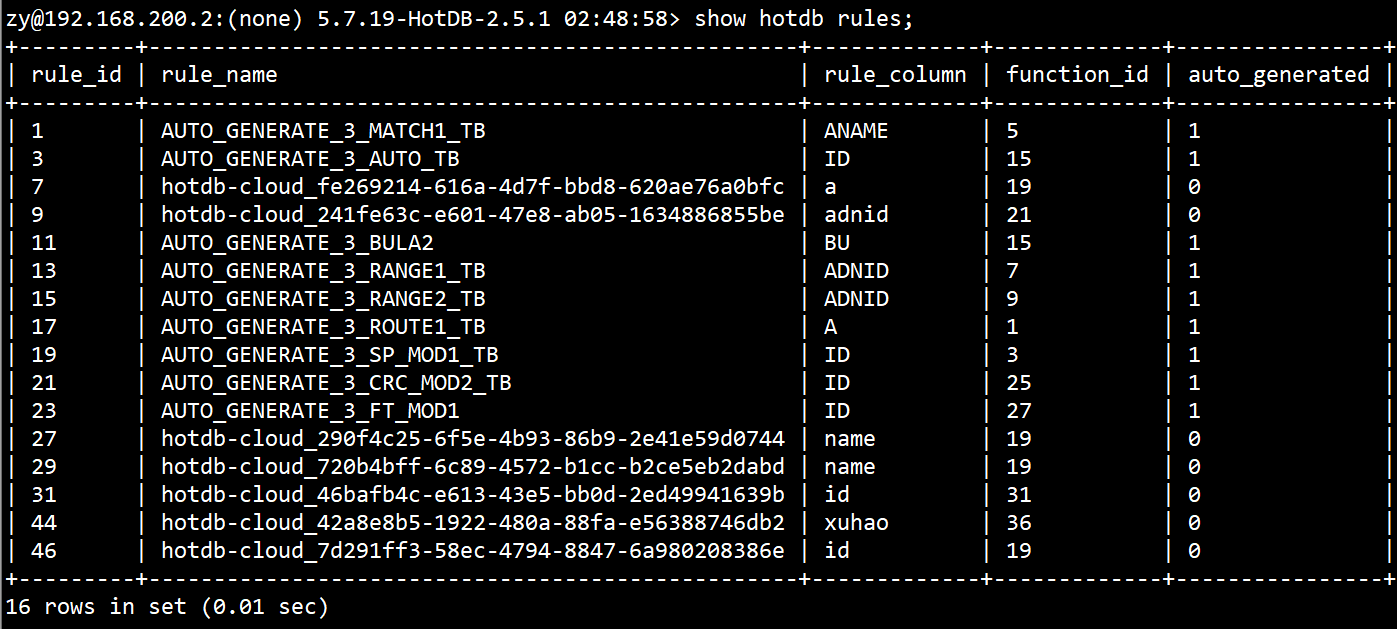 zy@192.168.200.2:(none) 5.7.19-HotDB-2.5.1 02:48:58> show hotdb rules;
+---------+---------------------------------------------------+-------------+-------------+----------------+
| rule_id | rule_name                                         | rule_column | function_id | auto_generated |
+---------+---------------------------------------------------+-------------+-------------+----------------+
| 1       | AUTO_GENERATE_3_MATCH1_TB                         | ANAME       | 5           | 1              |
| 3       | AUTO_GENERATE_3_AUTO_TB                           | ID          | 15          | 1              |
| 7       | hotdb-cloud_fe269214-616a-4d7f-bbd8-620ae76a0bfc | a           | 19          | 0              |
| 9       | hotdb-cloud_241fe63c-e601-47e8-ab05-1634886855be | adnid       | 21          | 0              |
| 11      | AUTO_GENERATE_3_BULA2                             | BU          | 15          | 1              |
| 13      | AUTO_GENERATE_3_RANGE1_TB                         | ADNID       | 7           | 1              |
| 15      | AUTO_GENERATE_3_RANGE2_TB                         | ADNID       | 9           | 1              |
| 17      | AUTO_GENERATE_3_ROUTE1_TB                         | A           | 1           | 1              |
| 19      | AUTO_GENERATE_3_SP_MOD1_TB                        | ID          | 3           | 1              |
| 21      | AUTO_GENERATE_3_CRC_MOD2_TB                       | ID          | 25          | 1              |
| 23      | AUTO_GENERATE_3_FT_MOD1                           | ID          | 27          | 1              |
| 27      | hotdb-cloud_290f4c25-6f5e-4b93-86b9-2e41e59d0744 | name        | 19          | 0              |
| 29      | hotdb-cloud_720b4bff-6c89-4572-b1cc-b2ce5eb2dabd | name        | 19          | 0              |
| 31      | hotdb-cloud_46bafb4c-e613-43e5-bb0d-2ed49941639b | id          | 31          | 0              |
| 44      | hotdb-cloud_42a8e8b5-1922-480a-88fa-e56388746db2 | xuhao       | 36          | 0              |
| 46      | hotdb-cloud_7d291ff3-58ec-4794-8847-6a980208386e | id          | 19          | 0              |
+---------+---------------------------------------------------+-------------+-------------+----------------+
16 rows in set (0.01 sec)